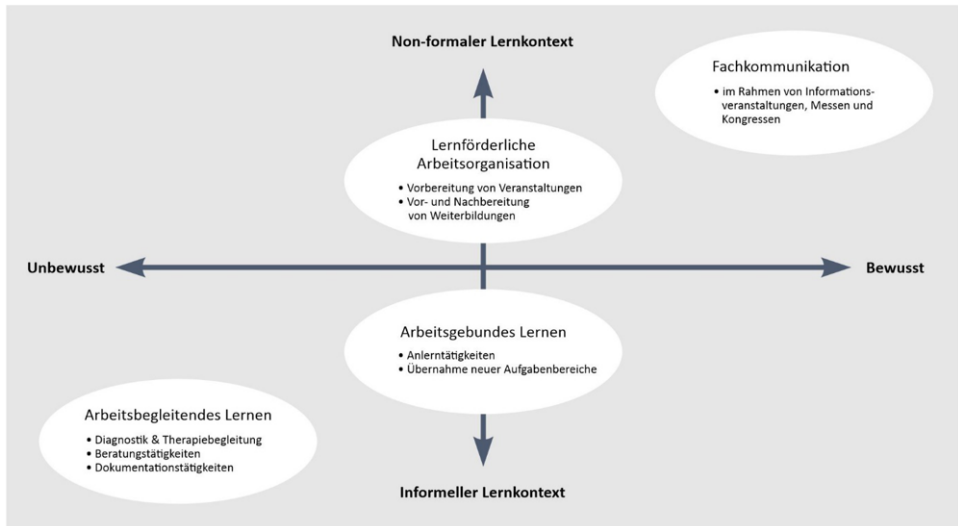 Non-formaler Lernkontext
Fachkommunikation
• im Rahmen von Informations-
veranstaltungen, Messen und
Kongressen
Lernförderliche
Arbeitsorganisation
• Vorbereitung von Veranstaltungen
• Vor- und Nachbereitung
von Weiterbildungen
Unbewusst
Bewusst
Arbeitsgebundes Lernen
• Anlerntätigkeiten
• Übernahme neuer Aufgabenbereiche
Arbeitsbegleitendes Lernen
• Diagnostik & Therapiebegleitung
• Beratungstätigkeiten
• Dokumentationstätigkeiten
Informeller Lernkontext